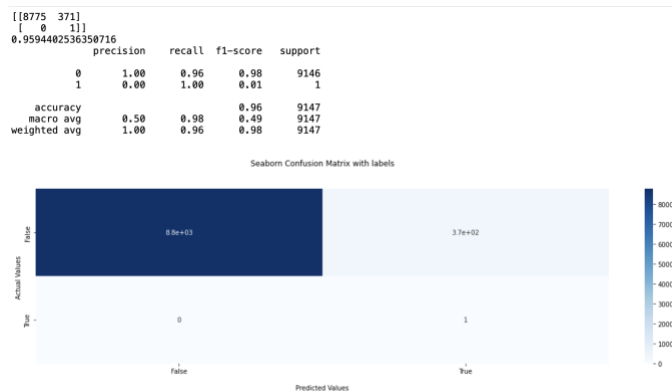 [[8775 371]
[ 0 1]]
0.9594402536350716
precision recall f1-score support
0 1.00 0.96 0.98 9146
1 0.00 1.00 0.01 1
accuracy 0.96 9147
macro avg 0.50 0.98 0.49 9147
weighted avg 1.00 0.96 0.98 9147
Seaborn Confusion Matrix with labels
8000
7000
6000
5000
4000
3000
2000
1000
0
Actual Values
False
8.8e+03
3.7e+02
True
0
1
False
True
Predicted Values